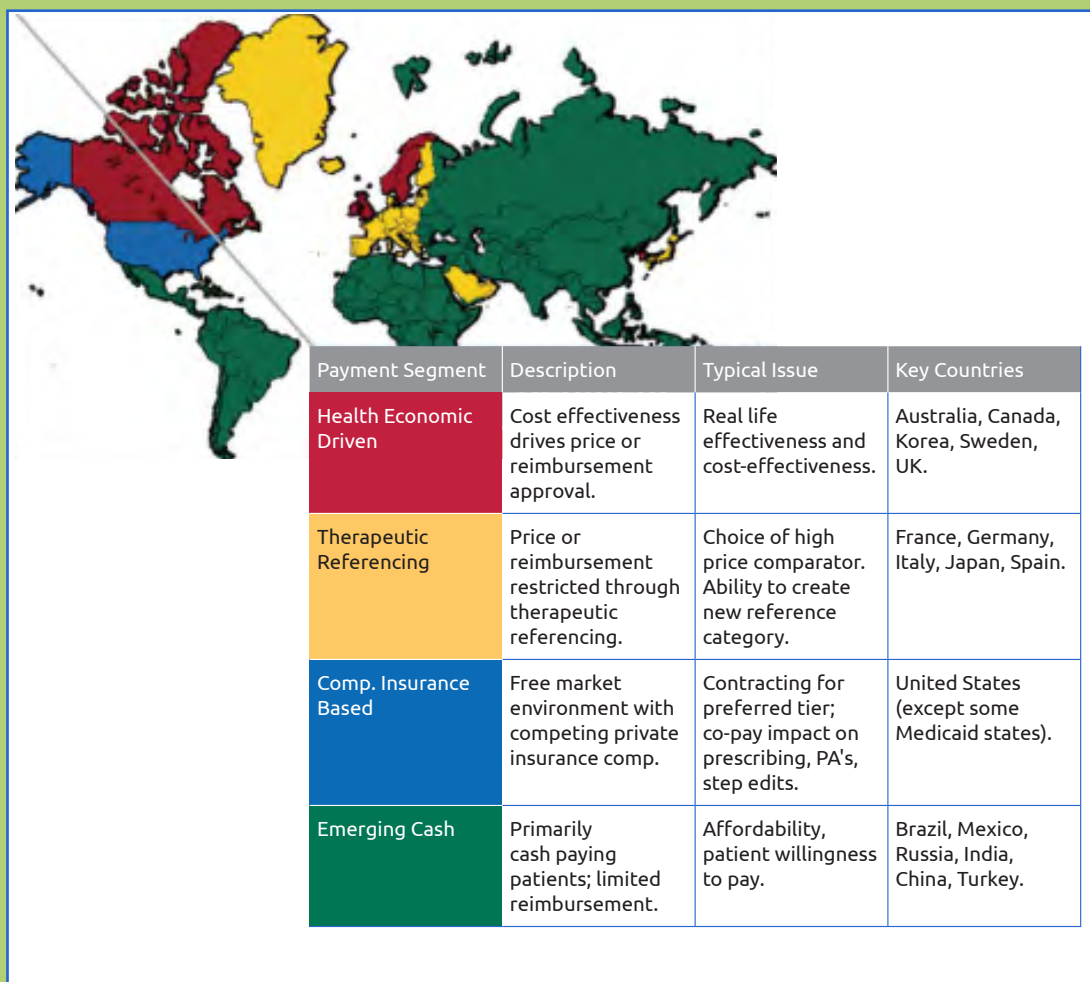 Payment Segment
Description
Typical Issue
Key Countries
Health Economic
Driven
Cost effectiveness
drives price or
reimbursement
approval.
Real life
effectiveness and
cost-effectiveness.
Australia, Canada,
Korea, Sweden,
UK.
Therapeutic
Referencing
Price or
reimbursement
restricted through
therapeutic
referencing.
Choice of high
price comparator.
Ability to create
new reference
category.
France, Germany,
Italy, Japan, Spain.
Comp. Insurance
Based
Free market
environment with
competing private
insurance comp.
Contracting for
preferred tier;
co-pay impact on
prescribing, PA's,
step edits.
United States
(except some
Medicaid states).
Emerging Cash
Primarily
cash paying
patients; limited
reimbursement.
Affordability,
patient willingness
to pay.
Brazil, Mexico,
Russia, India,
China, Turkey.